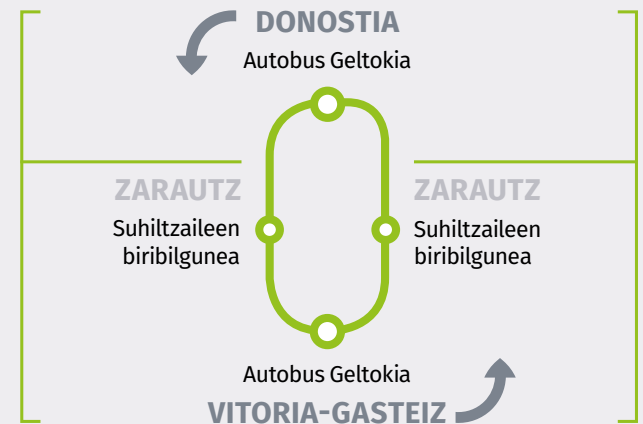 DONOSTIA
Autobus Geltokia
ZARAUTZ
Suhiltzaileen
biribilgunea
ZARAUTZ
Suhiltzaileen
biribilgunea
Autobus Geltokia
VITORIA-GASTEIZ